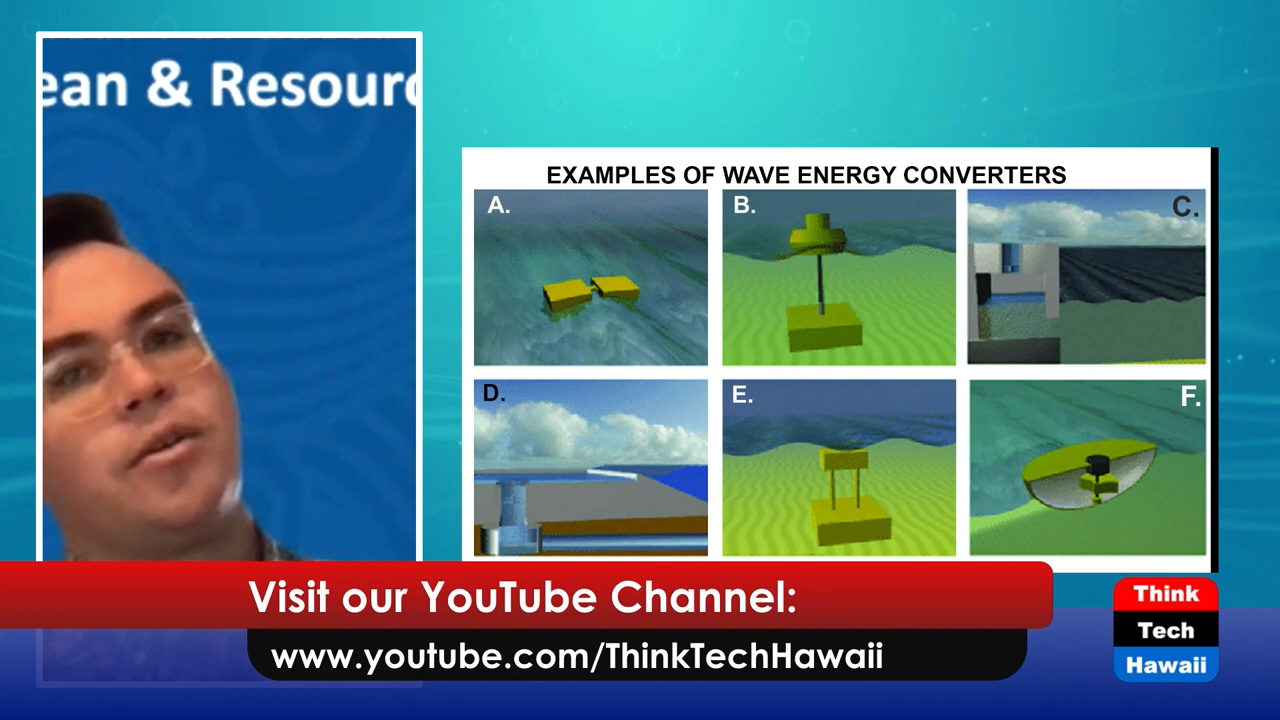 ean & Resourc
EXAMPLES OF WAVE ENERGY CONVERTERS
A.
B.
C.
D.
E.
F.
Visit our YouTube Channel:
www.youtube.com/ThinkTechHawaii
Think
Tech
Hawaii